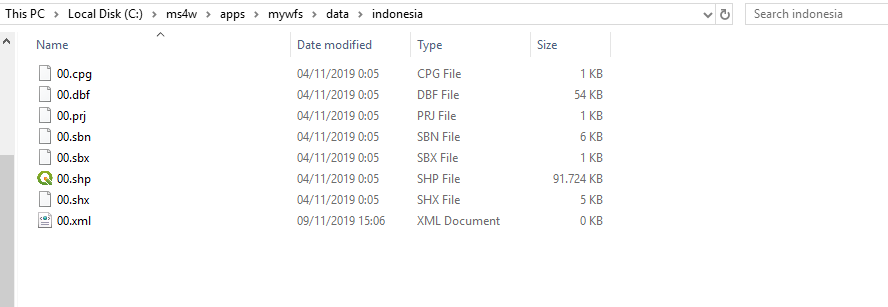 This PC > Local Disk (C:) > ms4w > apps > mywfs > data > indonesia Search indonesia
Name Date modified Type Size
00.cpg 04/11/2019 0:05 CPG File 1 KB
00.dbf 04/11/2019 0:05 DBF File 54 KB
00.prj 04/11/2019 0:05 PRJ File 1 KB
00.sbn 04/11/2019 0:05 SBN File 6 KB
00.sbx 04/11/2019 0:05 SBX File 1 KB
00.shp 04/11/2019 0:05 SHP File 91.724 KB
00.shx 04/11/2019 0:05 SHX File 5 KB
00.xml 09/11/2019 15:06 XML Document 0 KB